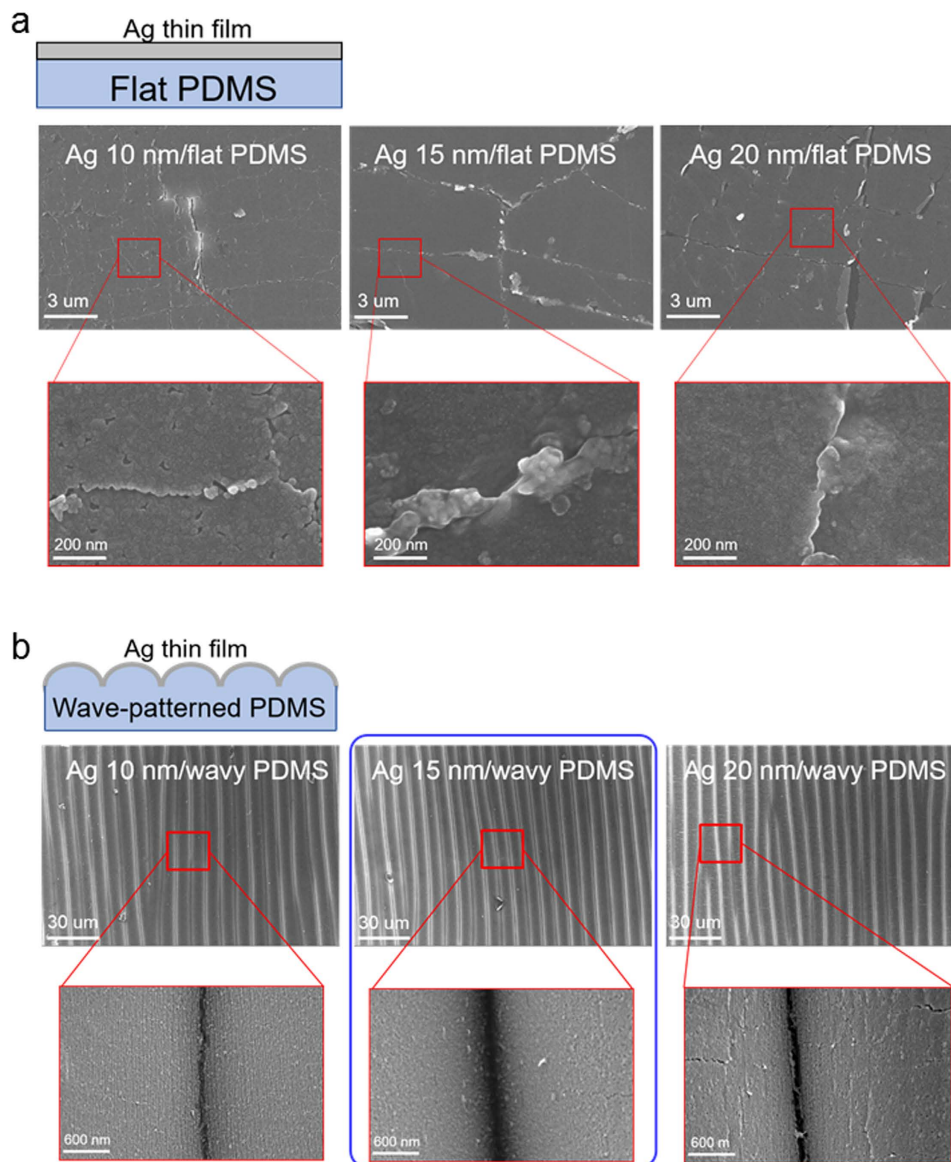 a
Ag thin film
Flat PDMS
Ag 10 nm/flat PDMS
Ag 15 nm/flat PDMS
Ag 20 nm/flat PDMS
3 um
3 um
3 um
200 nm
200 nm
200 nm
b
Ag thin film
Wave-patterned PDMS
Ag 10 nm/wavy PDMS
Ag 15 nm/wavy PDMS
Ag 20 nm/wavy PDMS
30 um
30 um
30 um
600 nm
600 nm
600 m